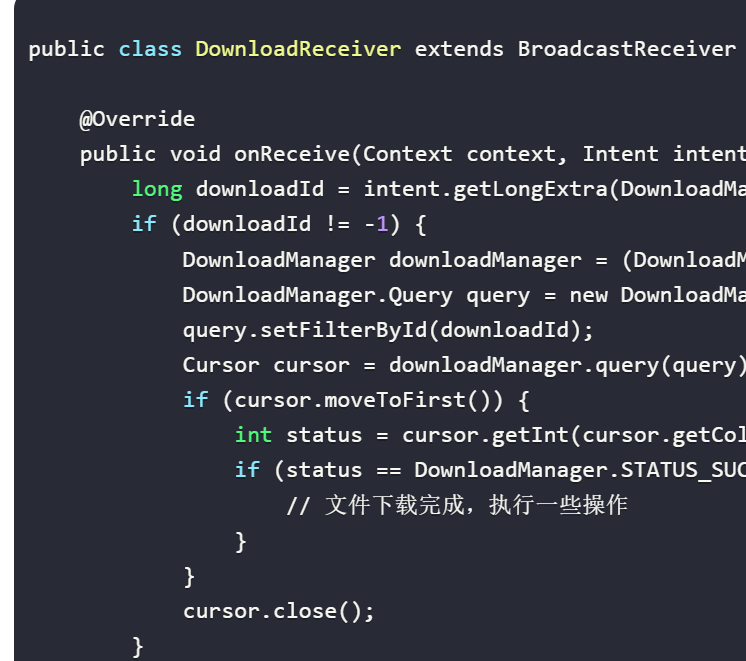 public class DownloadReceiver extends BroadcastReceiver
@Override
public void onReceive(Context context, Intent intent
long downloadId = intent.getLongExtra(DownloadMa
if (downloadId != -1) {
DownloadManager downloadManager = (DownloadM
DownloadManager.Query query = new DownloadMa
query.setFilterById(downloadId);
Cursor cursor = downloadManager.query(query)
if (cursor.moveToFirst()) {
int status = cursor.getInt(cursor.getCol
if (status == DownloadManager.STATUS_SUC
// 文件下载完成，执行一些操作
}
}
cursor.close();
}